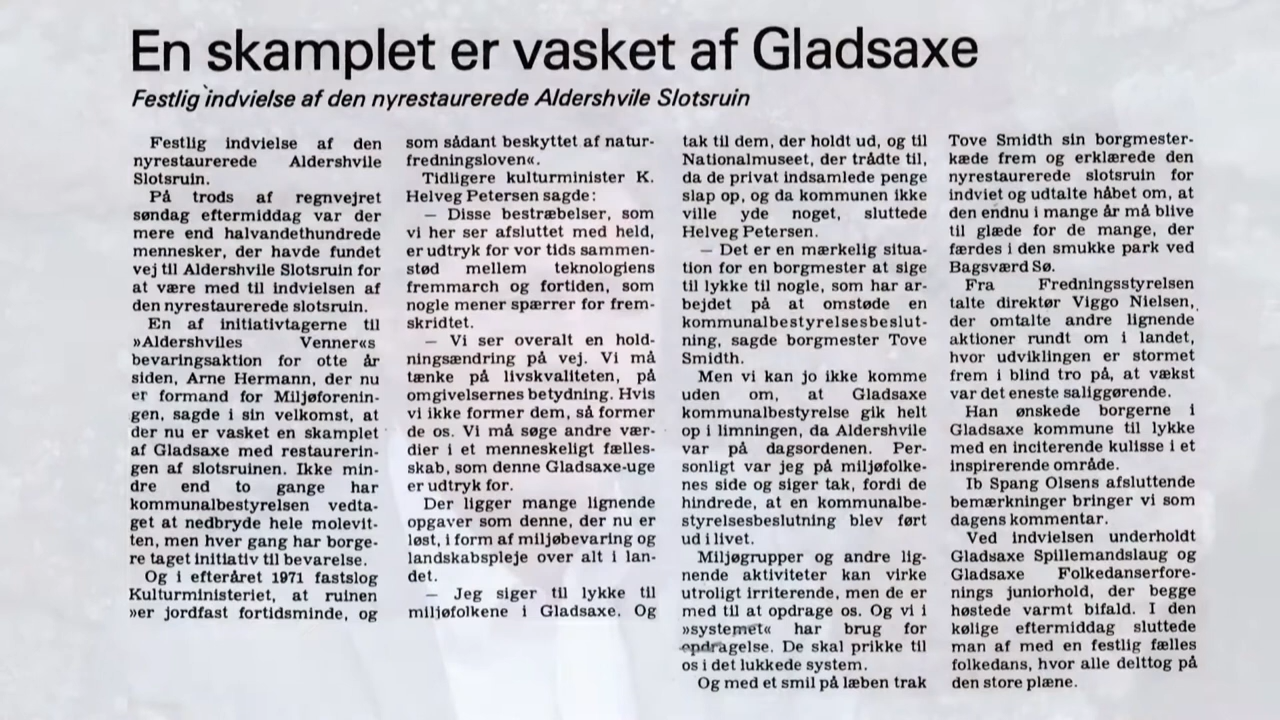 En skamplet er vasket af Gladsaxe
Festlig indvielse af den nyrestaurerede Aldershvile Slotsruin
Festlig indvielse af den
nyrestaurerede Aldershvile
Slotsruin.
På trods af regnvejret
søndag eftermiddag var der
mere end halvandethundrede
mennesker, der havde fundet
vej til Aldershvile Slotsruin for
at være med til indvielsen af
den nyrestaurerede slotsruin.
En af initiativtagerne til
»Aldershviles Venner«s
bevaringsaktion for otte år
siden, Arne Hermann, der nu
er formand for Miljøforenin-
gen, sagde i sin velkomst, at
der nu er vasket en skamplet
af Gladsaxe med restaurerin-
gen af slotsruinen. Ikke min-
dre end to gange har
kommunalbestyrelsen vedta-
get at nedbryde hele molevit-
ten, men hver gang har borge-
re taget initiativ til bevarelse.
Og i efteråret 1971 fastslog
Kulturministeriet, at ruinen
»er jordfast fortidsminde, og
som sådant beskyttet af natur-
fredningsloven«.
Tidligere kulturminister K.
Helveg Petersen sagde:
— Disse bestræbelser, som
vi her ser afsluttet med held,
er udtryk for vor tids sammen-
stød mellem teknologiens
fremmarch og fortiden, som
nogle mener spærrer for frem-
skridtet.
— Vi ser overalt en hold-
ningsændring på vej. Vi må
tænke på livskvaliteten, på
omgivelsernes betydning. Hvis
vi ikke former dem, så former
de os. Vi må søge andre vær-
dier i et menneskeligt fælles-
skab, som denne Gladsaxe-uge
er udtryk for.
Der ligger mange lignende
opgaver som denne, der nu er
løst, i form af miljøbevaring og
landskabspleje over alt i lan-
det.
— Jeg siger til lykke til
miljøfolkene i Gladsaxe. Og
tak til dem, der holdt ud, og til
Nationalmuseet, der trådte til,
da de privat indsamlede penge
slap op, og da kommunen ikke
ville yde noget, sluttede
Helveg Petersen.
— Det er en mærkelig situa-
tion for en borgmester at sige
til lykke til nogle, som har ar-
bejdet på at omstøde en
kommunalbestyrelsesbeslut-
ning, sagde borgmester Tove
Smidth.
Men vi kan jo ikke komme
uden om, at Gladsaxe
kommunalbestyrelse gik helt
op i limningen, da Aldershvile
var på dagsordenen. Per-
sonligt var jeg på miljøfolke-
nes side og siger tak, fordi de
hindrede, at en kommunalbe-
styrelsesbeslutning blev ført
ud i livet.
Miljøgrupper og andre lig-
nende aktiviteter kan virke
utroligt irriterende, men de er
med til at opdrage os. Og vi i
»systemet« har brug for
opdragelse. De skal prikke til
os i det lukkede system.
Og med et smil på læben trak
Tove Smidth sin borgmester-
kæde frem og erklærede den
nyrestaurerede slotsruin for
indviet og udtalte håbet om, at
den endnu i mange år må blive
til glæde for de mange, der
færdes i den smukke park ved
Bagsværd Sø.
Fra Fredningsstyrelsen
talte direktør Viggo Nielsen,
der omtalte andre lignende
aktioner rundt om i landet,
hvor udviklingen er stormet
frem i blind tro på, at vækst
var det eneste saliggørende.
Han ønskede borgerne i
Gladsaxe kommune til lykke
med en inciterende kulisse i et
inspirerende område.
Ib Spang Olsens afsluttende
bemærkninger bringer vi som
dagens kommentar.
Ved indvielsen underholdt
Gladsaxe Spillemandslaug og
Gladsaxe Folkedanserfore-
nings juniorhold, der begge
høstede varmt bifald. I den
kølige eftermiddag sluttede
man af med en festlig fælles
folkedans, hvor alle delttog på
den store plæne.